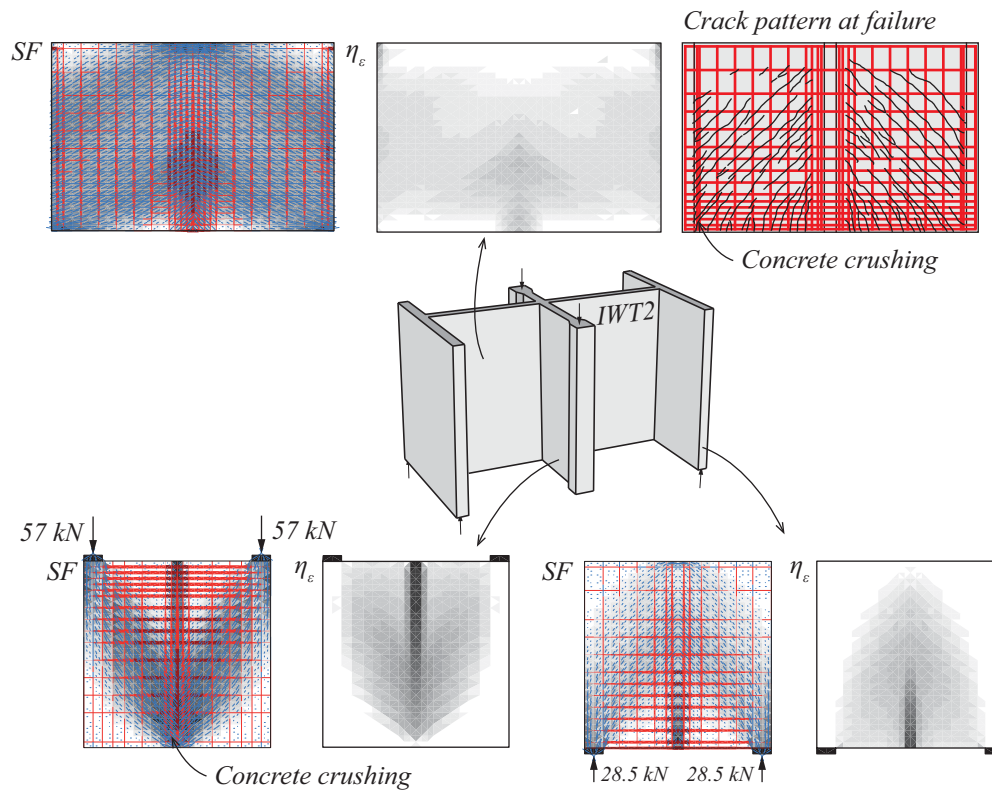 Crack pattern at failure
SF
η_ε
Concrete crushing
IWT2
57 kN
57 kN
SF
η_ε
SF
η_ε
28.5 kN
28.5 kN
Concrete crushing